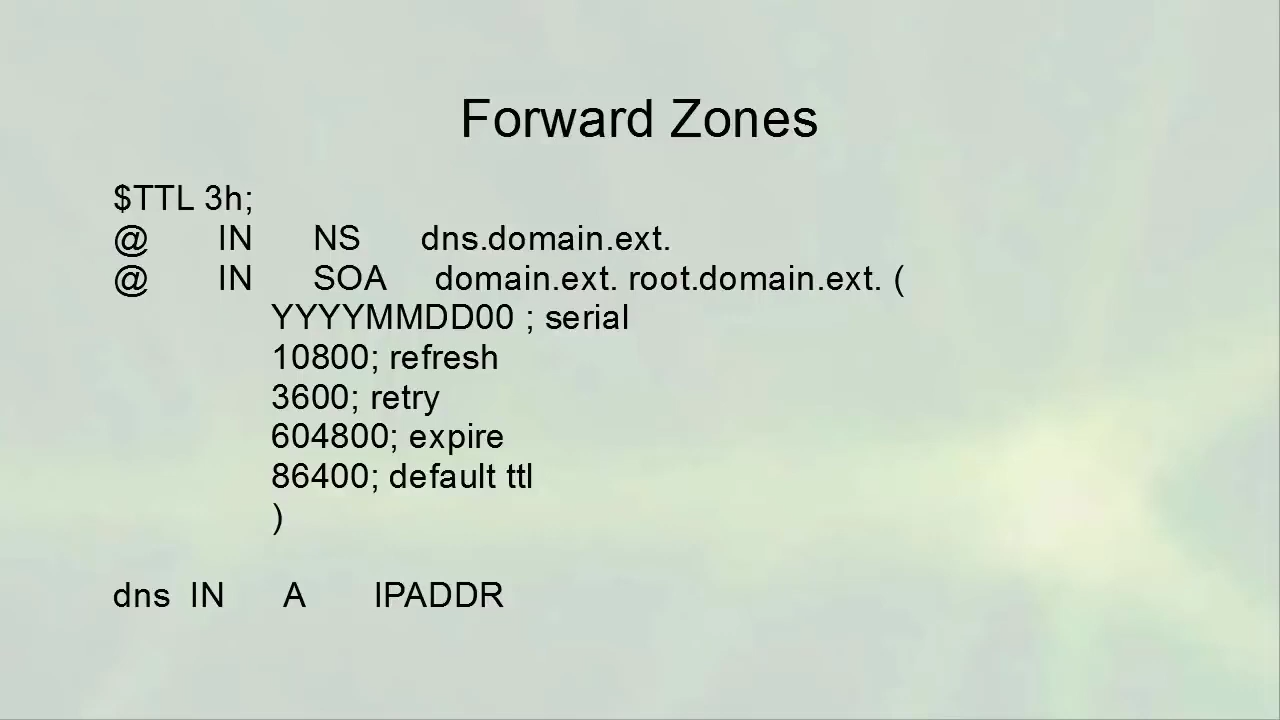 Forward Zones
$TTL 3h;
@ IN NS dns.domain.ext.
@ IN SOA domain.ext. root.domain.ext. (
YYYYMMDD00 ; serial
10800; refresh
3600; retry
604800; expire
86400; default ttl
)
dns IN A IPADDR